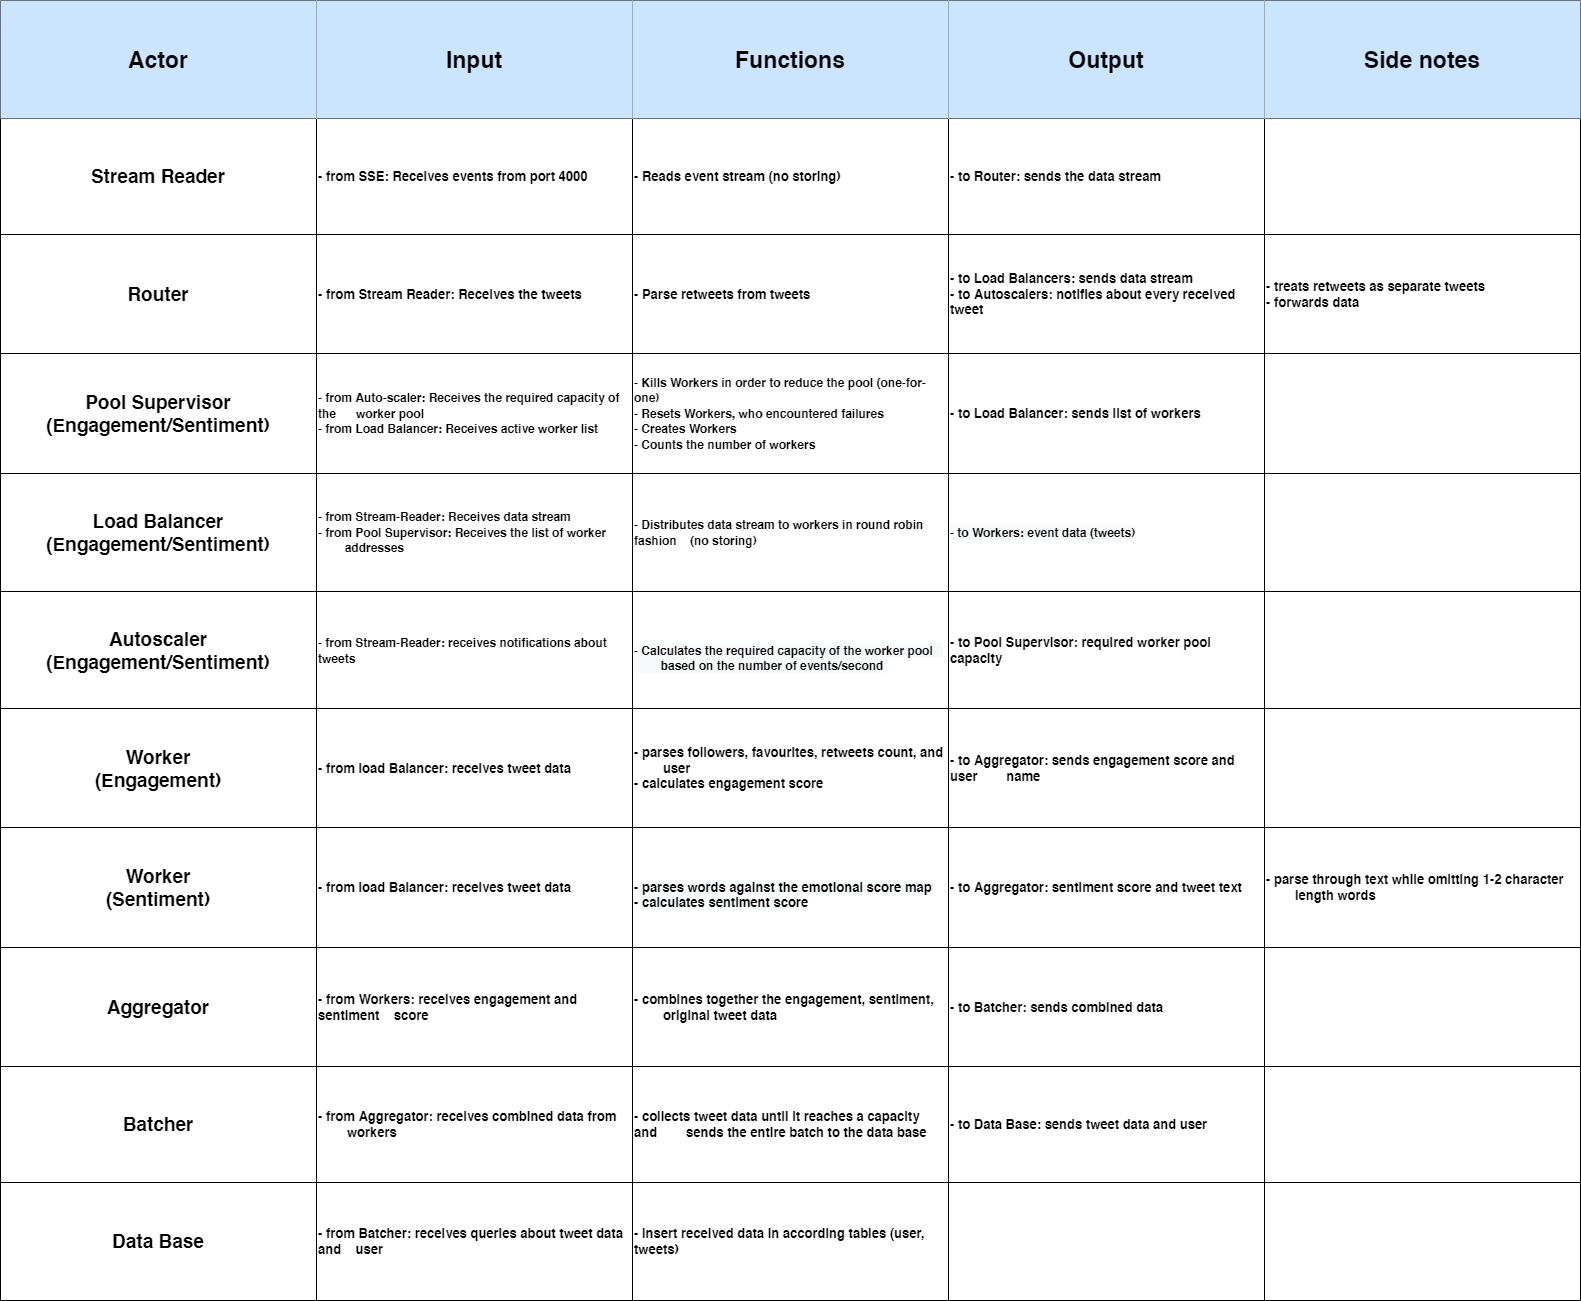 Actor
Input
Functions
Output
Side notes
Stream Reader
- from SSE: Receives events from port 4000
- Reads event stream (no storing)
- to Router: sends the data stream
Router
- from Stream Reader: Receives the tweets
- Parse retweets from tweets
- to Load Balancers: sends data stream
- to Autoscalers: notifies about every received
tweet
- treats retweets as separate tweets
- forwards data
Pool Supervisor
(Engagement/Sentiment)
- from Auto-scaler: Receives the required capacity of
the worker pool
- from Load Balancer: Receives active worker list
- Kills Workers in order to reduce the pool (one-for-
one)
- Resets Workers, who encountered failures
- Creates Workers
- Counts the number of workers
- to Load Balancer: sends list of workers
Load Balancer
(Engagement/Sentiment)
- from Stream-Reader: Receives data stream
- from Pool Supervisor: Receives the list of worker
addresses
- Distributes data stream to workers in round robin
fashion (no storing)
- to Workers: event data (tweets)
Autoscaler
(Engagement/Sentiment)
- from Stream-Reader: receives notifications about
tweets
- Calculates the required capacity of the worker pool
based on the number of events/second
- to Pool Supervisor: required worker pool
capacity
Worker
(Engagement)
- from load Balancer: receives tweet data
- parses followers, favourites, retweets count, and
user
- calculates engagement score
- to Aggregator: sends engagement score and
user name
Worker
(Sentiment)
- from load Balancer: receives tweet data
- parses words against the emotional score map
- calculates sentiment score
- to Aggregator: sentiment score and tweet text
- parse through text while omitting 1-2 character
length words
Aggregator
- from Workers: receives engagement and
sentiment score
- combines together the engagement, sentiment,
original tweet data
- to Batcher: sends combined data
Batcher
- from Aggregator: receives combined data from
workers
- collects tweet data until it reaches a capacity
and sends the entire batch to the data base
- to Data Base: sends tweet data and user
Data Base
- from Batcher: receives queries about tweet data
and user
- Insert received data in according tables (user,
tweets)